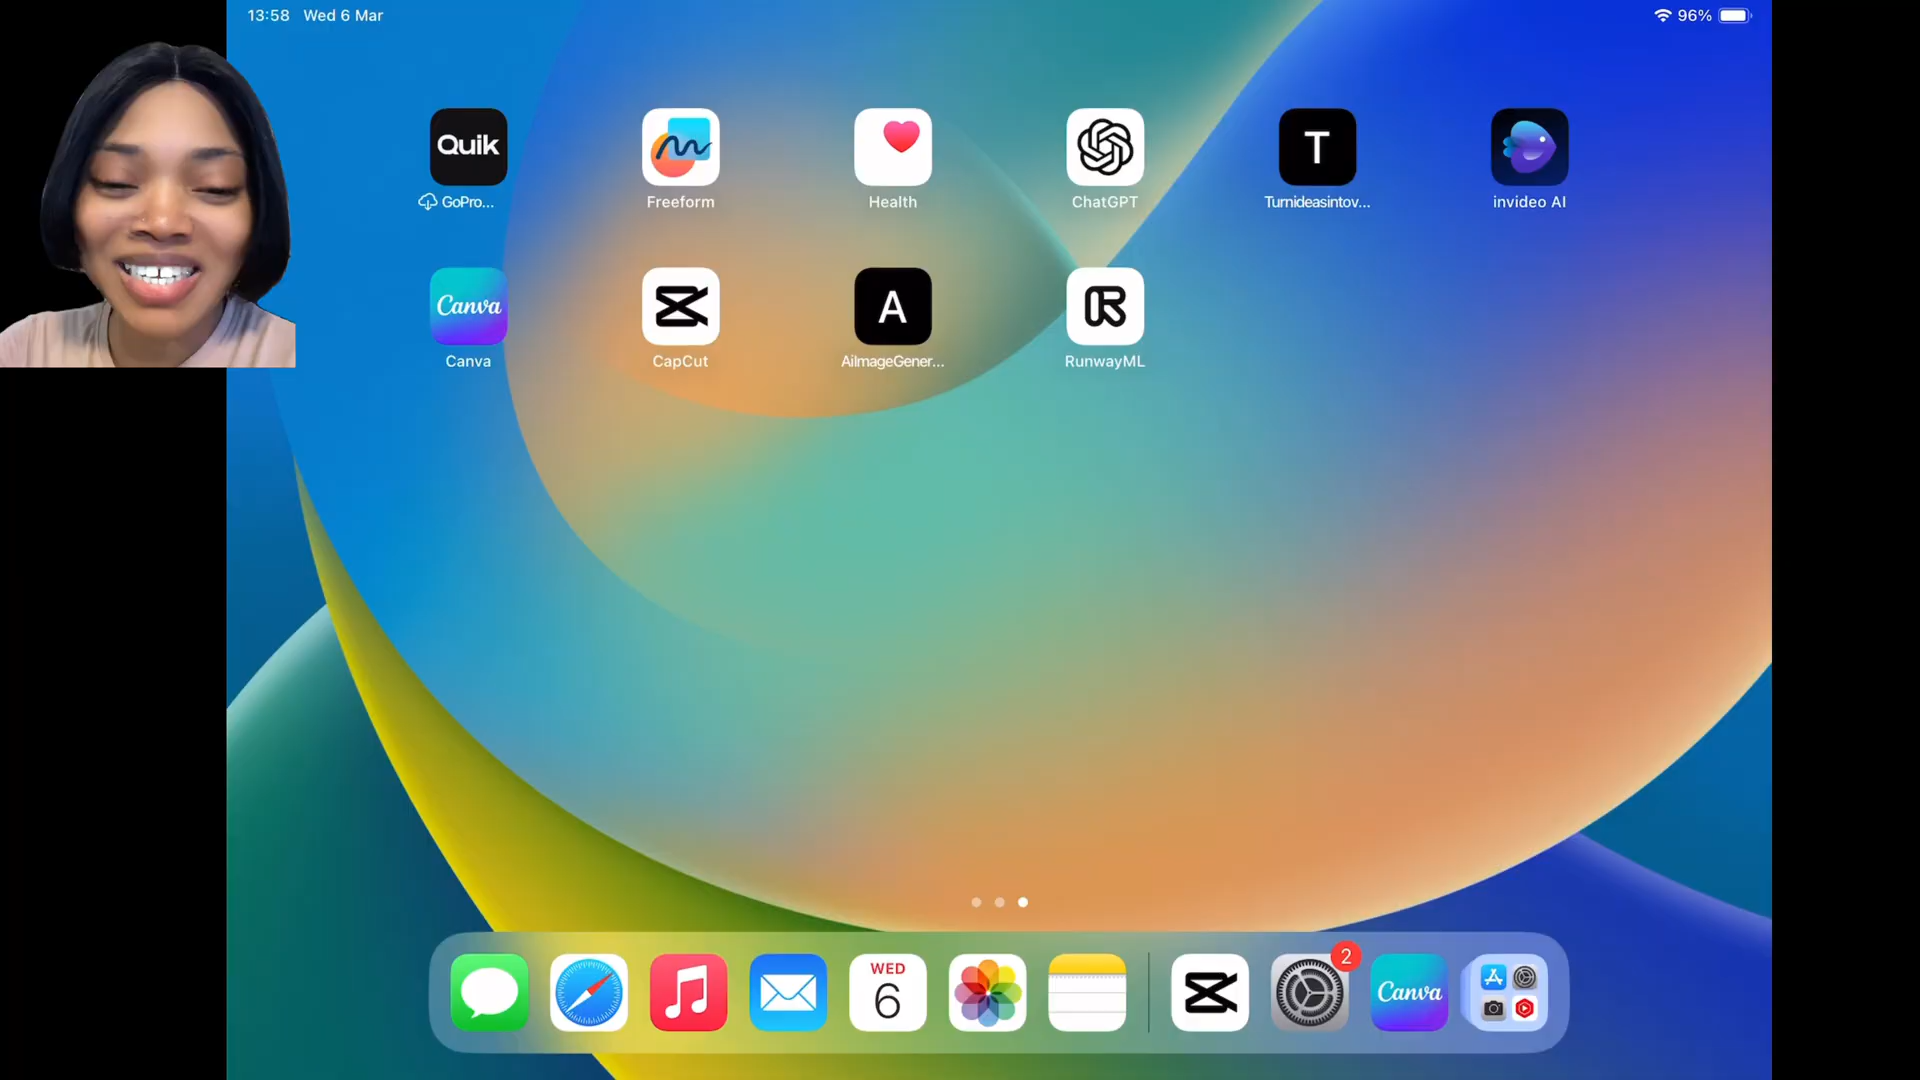 13:58 Wed 6 Mar
96%
Quik
GoPro...
Freeform
Health
ChatGPT
T
Turnideasintov...
invideo AI
Canva
Canva
CapCut
A
AiImageGener...
RunwayML
WED
6
2
Canva